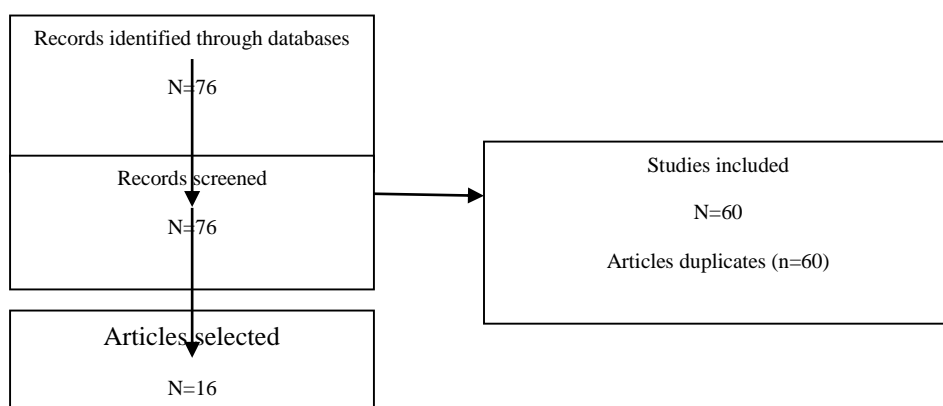 Records identified through databases
N=76
Records screened
N=76
Studies included
N=60
Articles duplicates (n=60)
Articles selected
N=16